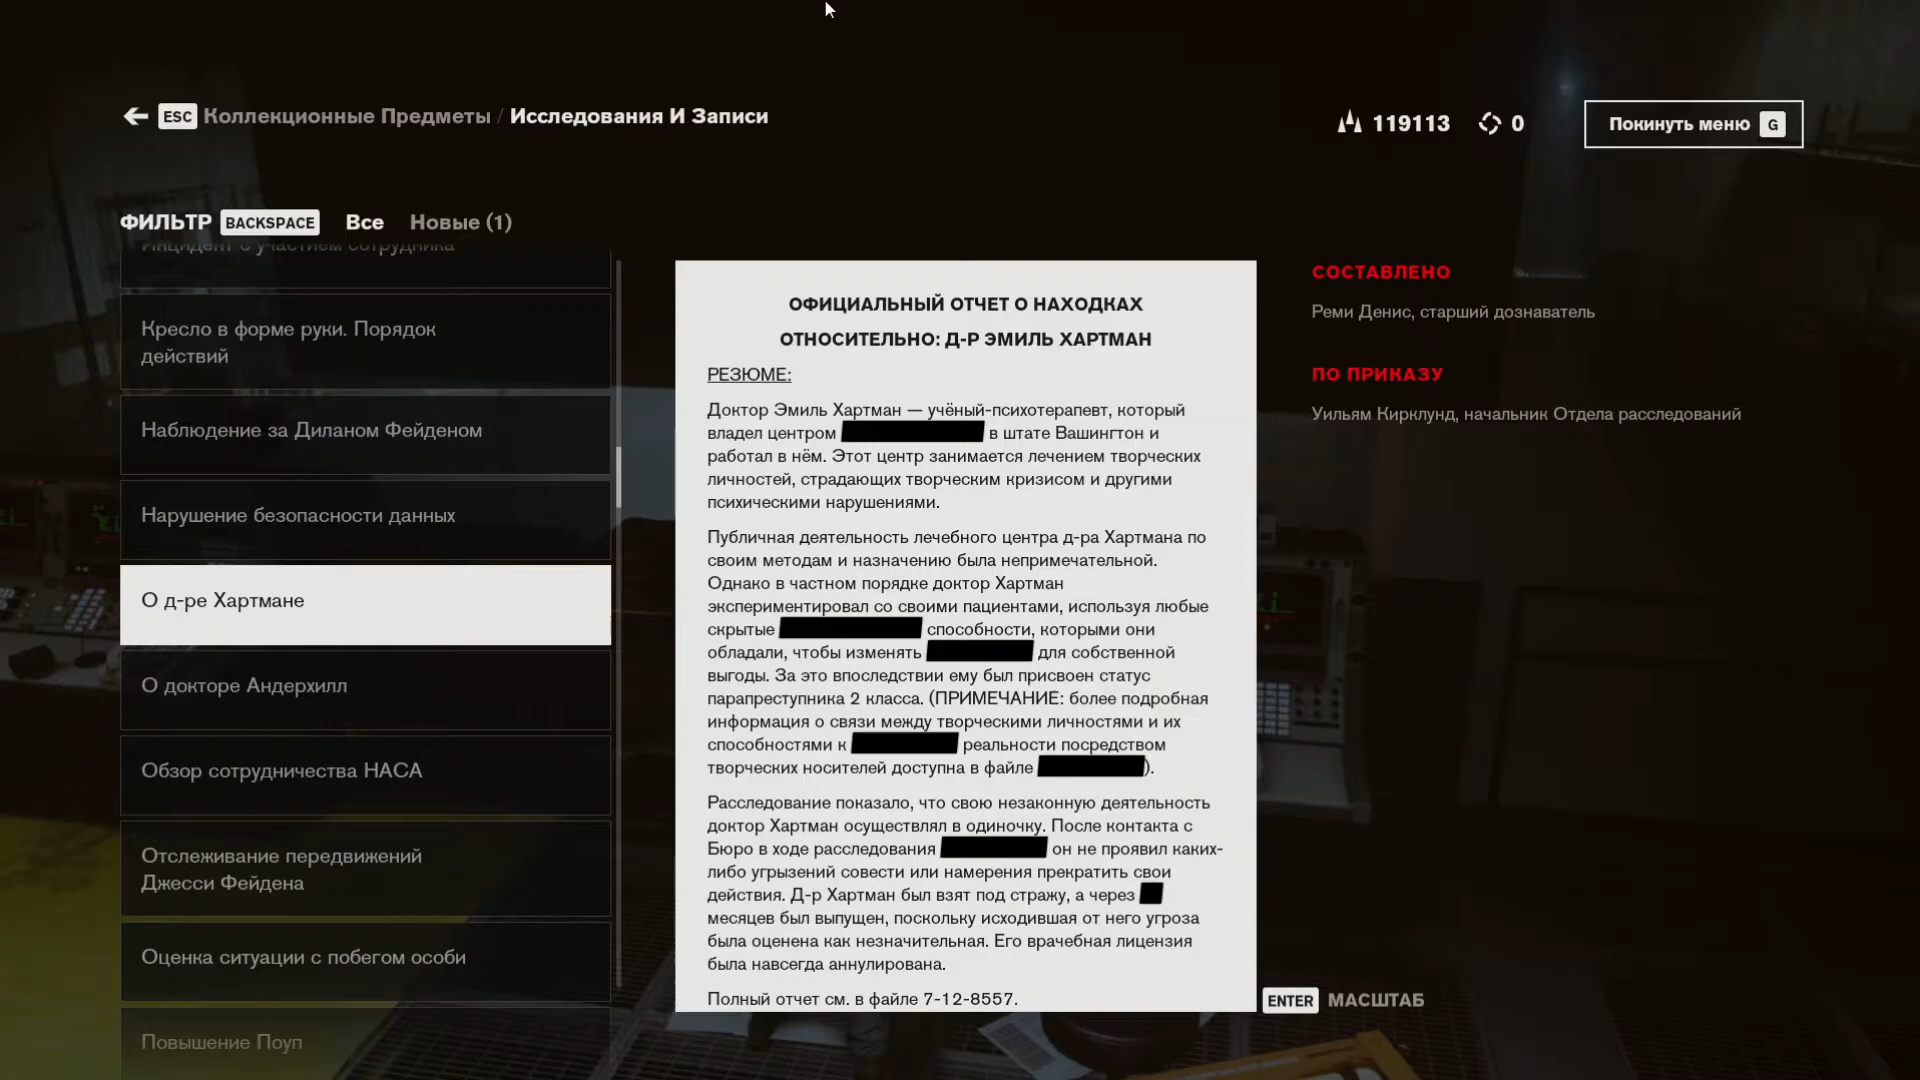 ESC Коллекционные Предметы / Исследования И Записи
119113 0
Покинуть меню G
ФИЛЬТР BACKSPACE Все Новые (1)
Инцидент с участием сотрудника
Кресло в форме руки. Порядок
действий
Наблюдение за Диланом Фейденом
Нарушение безопасности данных
О д-ре Хартмане
О докторе Андерхилл
Обзор сотрудничества НАСА
Отслеживание передвижений
Джесси Фейдена
Оценка ситуации с побегом особи
Повышение Поуп
ОФИЦИАЛЬНЫЙ ОТЧЕТ О НАХОДКАХ
ОТНОСИТЕЛЬНО: Д-Р ЭМИЛЬ ХАРТМАН
РЕЗЮМЕ:
Доктор Эмиль Хартман — учёный-психотерапевт, который
владел центром в штате Вашингтон и
работал в нём. Этот центр занимается лечением творческих
личностей, страдающих творческим кризисом и другими
психическими нарушениями.
Публичная деятельность лечебного центра д-ра Хартмана по
своим методам и назначению была непримечательной.
Однако в частном порядке доктор Хартман
экспериментировал со своими пациентами, используя любые
скрытые способности, которыми они
обладали, чтобы изменять для собственной
выгоды. За это впоследствии ему был присвоен статус
парапреступника 2 класса. (ПРИМЕЧАНИЕ: более подробная
информация о связи между творческими личностями и их
способностями к реальности посредством
творческих носителей доступна в файле ).
Расследование показало, что свою незаконную деятельность
доктор Хартман осуществлял в одиночку. После контакта с
Бюро в ходе расследования он не проявил каких-
либо угрызений совести или намерения прекратить свои
действия. Д-р Хартман был взят под стражу, а через
месяцев был выпущен, поскольку исходившая от него угроза
была оценена как незначительная. Его врачебная лицензия
была навсегда аннулирована.
Полный отчет см. в файле 7-12-8557.
СОСТАВЛЕНО
Реми Денис, старший дознаватель
ПО ПРИКАЗУ
Уильям Кирклунд, начальник Отдела расследований
ENTER МАСШТАБ